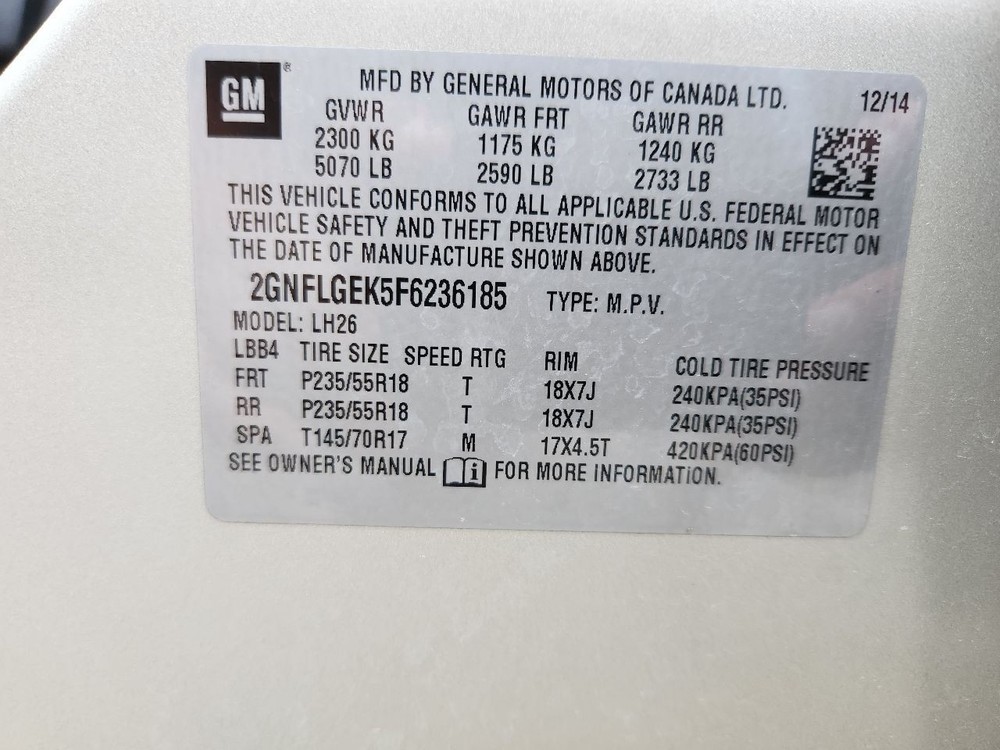 GM ®
MFD BY GENERAL MOTORS OF CANADA LTD. 12/14
GVWR GAWR FRT GAWR RR
2300 KG 1175 KG 1240 KG
5070 LB 2590 LB 2733 LB
THIS VEHICLE CONFORMS TO ALL APPLICABLE U.S. FEDERAL MOTOR
VEHICLE SAFETY AND THEFT PREVENTION STANDARDS IN EFFECT ON
THE DATE OF MANUFACTURE SHOWN ABOVE.
2GNFLGEK5F6236185 TYPE: M.P.V.
MODEL: LH26
LBB4 TIRE SIZE SPEED RTG RIM COLD TIRE PRESSURE
FRT P235/55R18 T 18X7J 240KPA(35PSI)
RR P235/55R18 T 18X7J 240KPA(35PSI)
SPA T145/70R17 M 17X4.5T 420KPA(60PSI)
SEE OWNER'S MANUAL i FOR MORE INFORMATION.